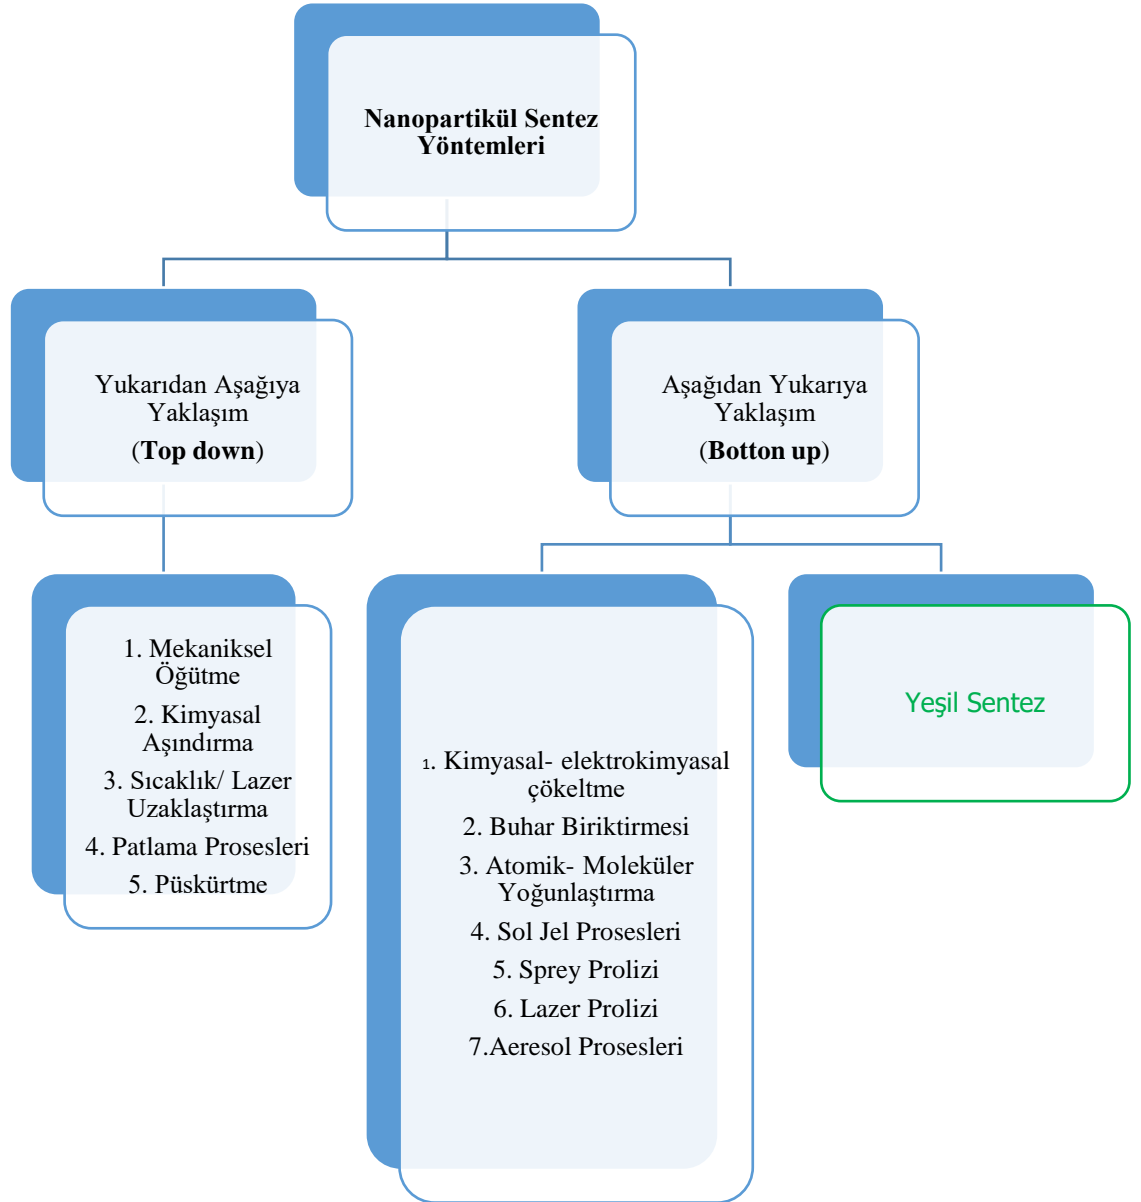 Nanopartikül Sentez
Yöntemleri
Yukarıdan Aşağıya
Yaklaşım
(Top down)
Aşağıdan Yukarıya
Yaklaşım
(Botton up)
1. Mekaniksel
Öğütme
2. Kimyasal
Aşındırma
3. Sıcaklık/ Lazer
Uzaklaştırma
4. Patlama Prosesleri
5. Püskürtme
1. Kimyasal- elektrokimyasal
çökeltme
2. Buhar Biriktirmesi
3. Atomik- Moleküler
Yoğunlaştırma
4. Sol Jel Prosesleri
5. Sprey Prolizi
6. Lazer Prolizi
7.Aeresol Prosesleri
Yeşil Sentez